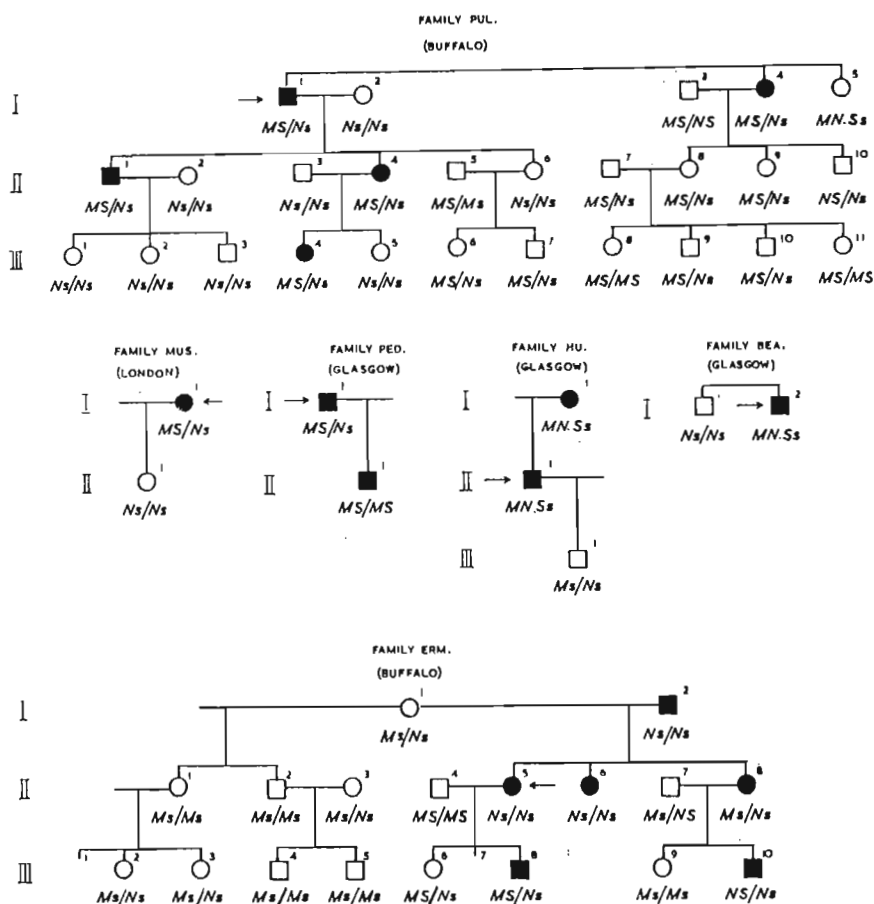 FAMILY PUL.
(BUFFALO)
I
1 2 3 4 5
MS/Ns Ns/Ns MS/NS MS/Ns MN.Ss
II
1 2 3 4 5 6 7 8 9 10
MS/Ns Ns/Ns Ns/Ns MS/Ns MS/Ms Ns/Ns MS/Ns MS/Ns MS/Ns NS/Ns
III
1 2 3 4 5 6 7 8 9 10 11
Ns/Ns Ns/Ns Ns/Ns MS/Ns Ns/Ns MS/Ns MS/Ns MS/MS MS/Ns MS/Ns MS/MS
FAMILY MUS.
(LONDON)
I
1
MS/Ns
II
1
Ns/Ns
FAMILY PED.
(GLASGOW)
I
1
MS/Ns
II
1
MS/MS
FAMILY HU.
(GLASGOW)
I
1
MN.Ss
II
1
MN.Ss
III
1
Ms/Ns
FAMILY BEA.
(GLASGOW)
I
1 2
Ns/Ns MN.Ss
FAMILY ERM.
(BUFFALO)
I
1 2
Ms/Ns Ns/Ns
II
1 2 3 4 5 6 7 8
Ms/Ms Ms/Ms Ms/Ns MS/MS Ns/Ns Ns/Ns Ms/NS Ms/Ns
III
1 2 3 4 5 6 7 8 9 10
Ms/Ns Ms/Ns Ms/Ms Ms/Ms MS/Ns MS/Ns Ms/Ms NS/Ns